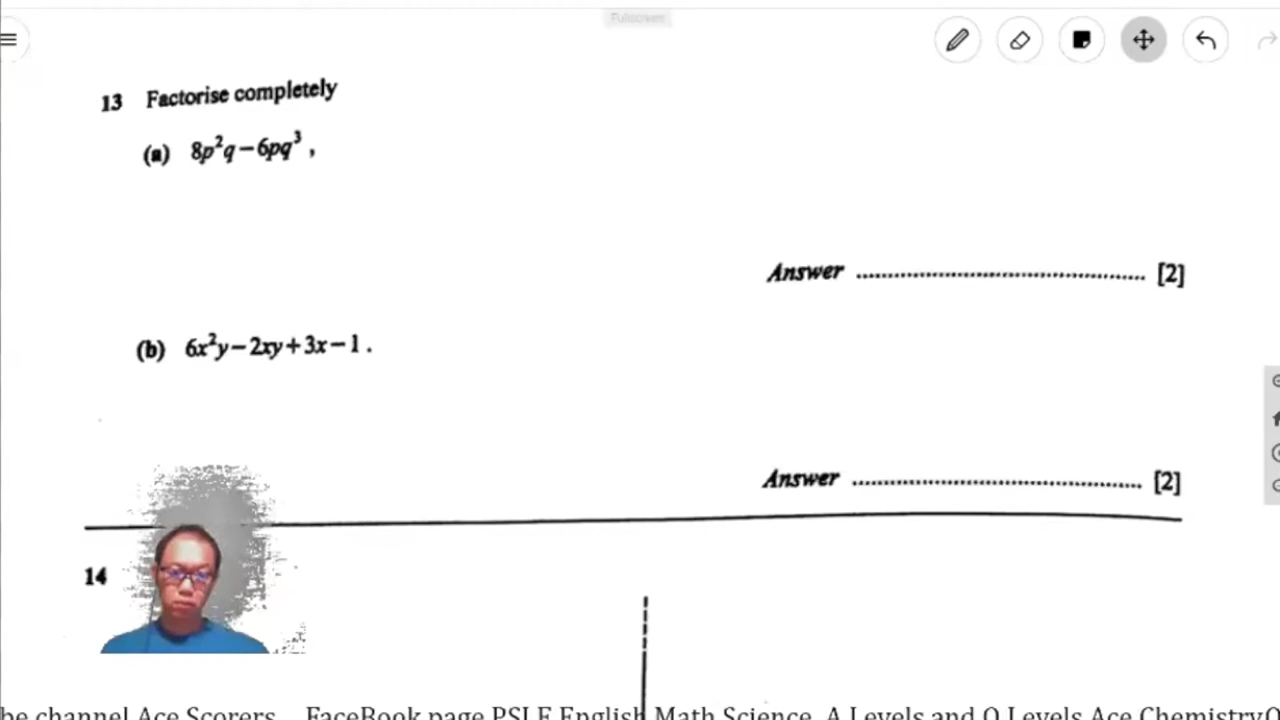 Fullscreen
13 Factorise completely
(a) 8p²q − 6pq³ ,
Answer ............................................. [2]
(b) 6x²y − 2xy + 3x − 1 .
Answer ............................................. [2]
14
be channel Ace Scorers FaceBook page PSLE English Math Science, A Levels and O Levels Ace Chemistry